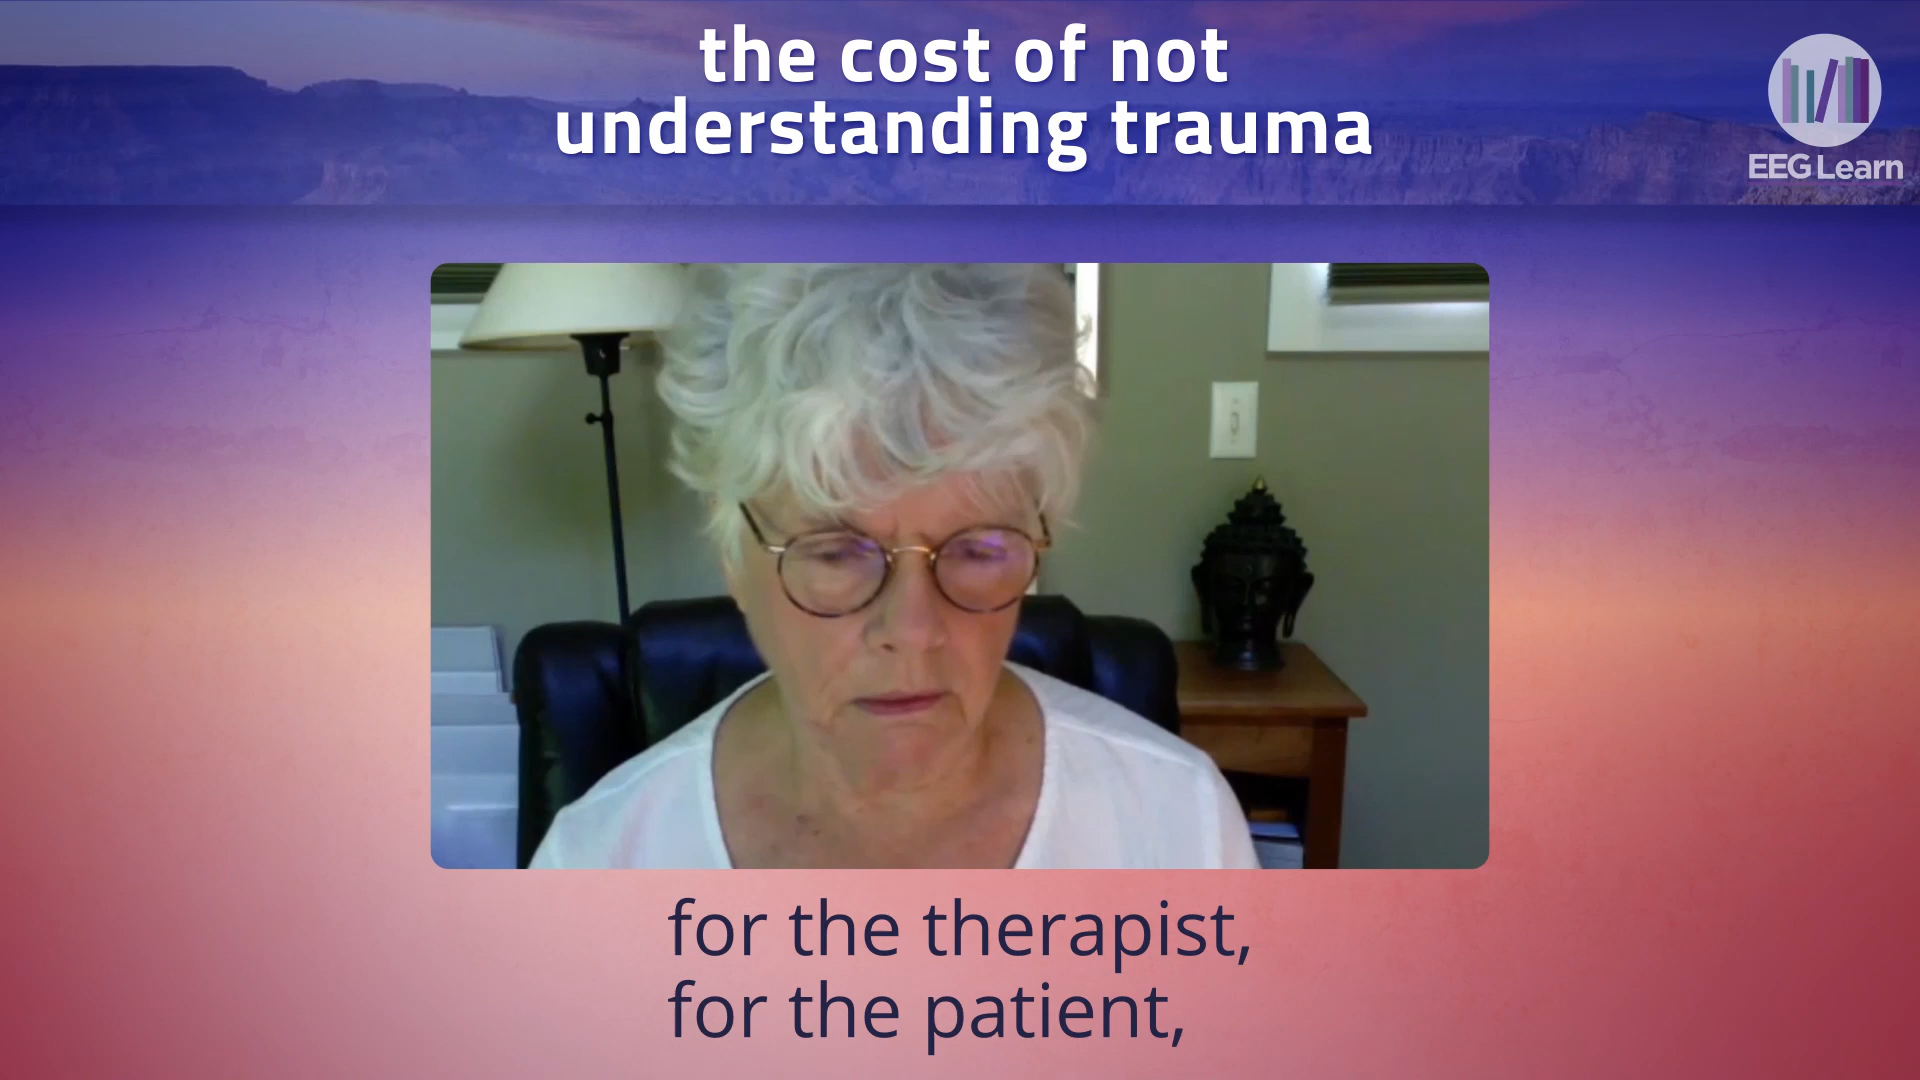 the cost of not
understanding trauma
EEG Learn
for the therapist,
for the patient,